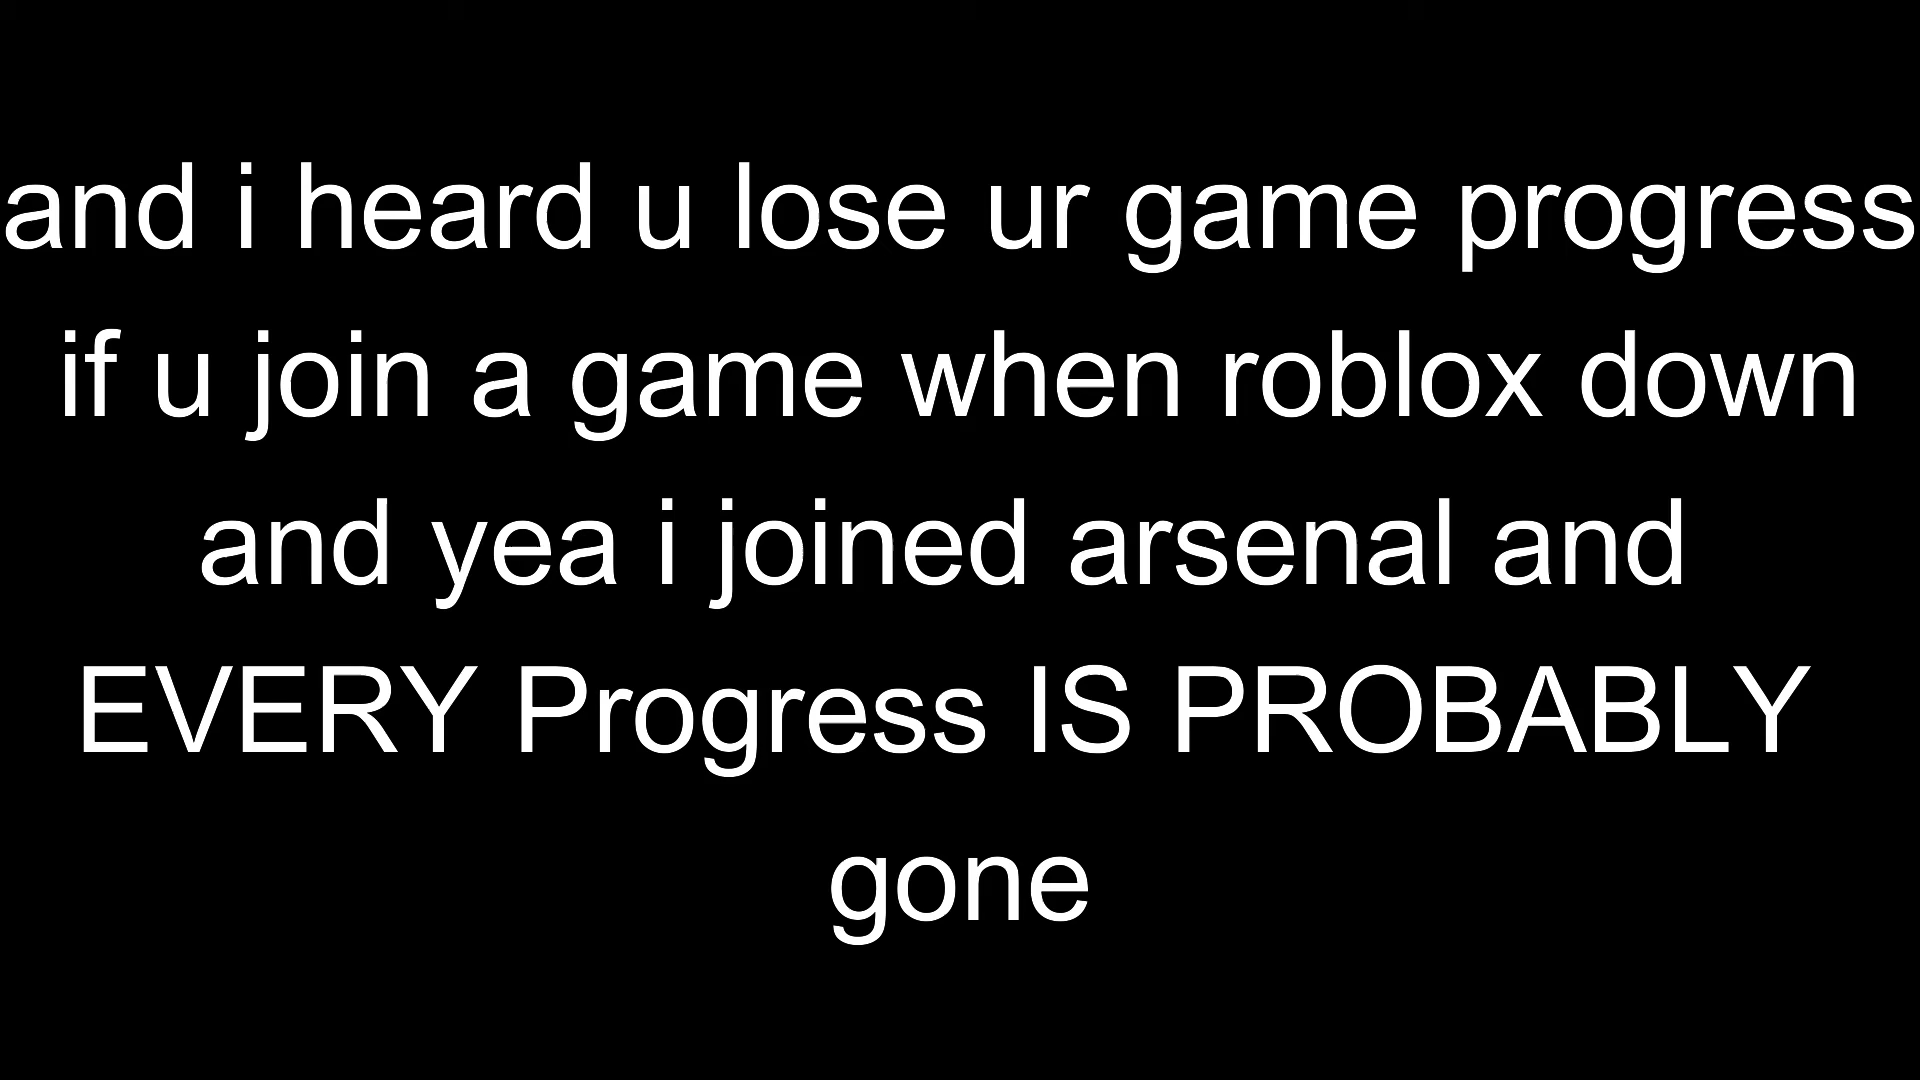 and i heard u lose ur game progress
if u join a game when roblox down
and yea i joined arsenal and
EVERY Progress IS PROBABLY
gone